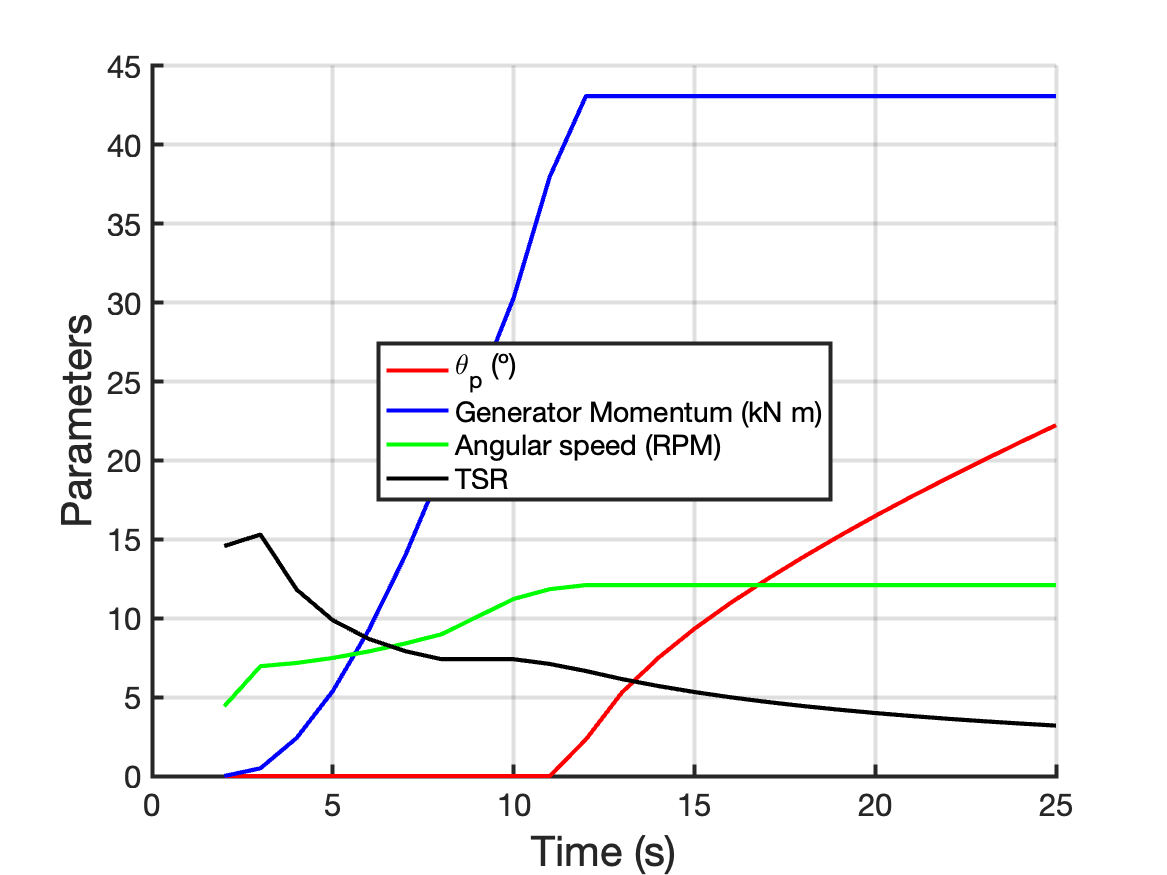 45
40
35
30
25
20
15
10
5
0
Parameters
θp (º)
Generator Momentum (kN m)
Angular speed (RPM)
TSR
0 5 10 15 20 25
Time (s)